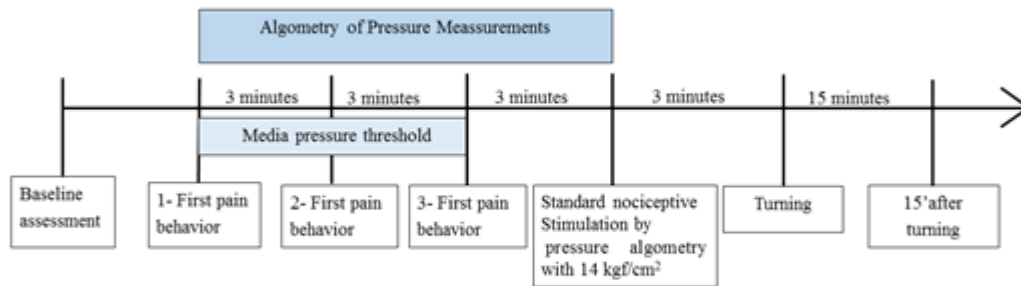 Algometry of Pressure Meassurements
3 minutes
3 minutes
3 minutes
3 minutes
15 minutes
Media pressure threshold
Baseline
assessment
1- First pain
behavior
2- First pain
behavior
3- First pain
behavior
Standard nociceptive
Stimulation by
pressure algometry
with 14 kgf/cm²
Turning
15'after
turning